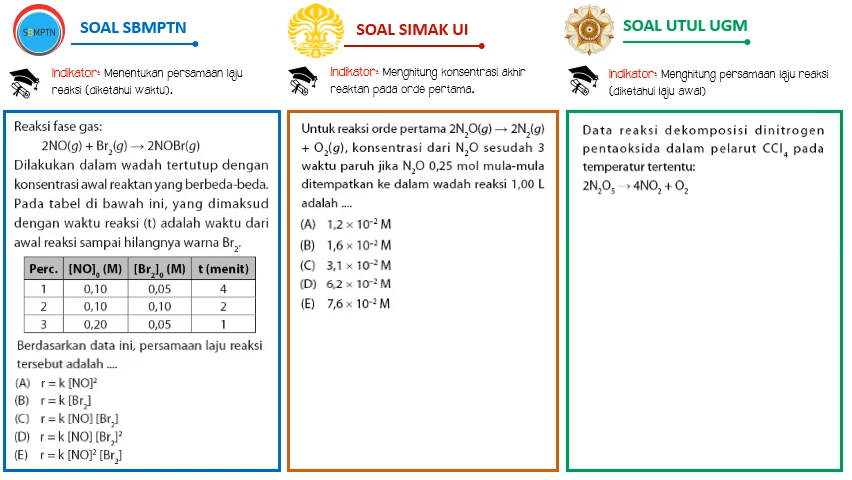 SBMPTN
SOAL SBMPTN
Indikator: Menentukan persamaan laju
reaksi (diketahui waktu).
Reaksi fase gas:
2NO(g) + Br₂(g) → 2NOBr(g)
Dilakukan dalam wadah tertutup dengan
konsentrasi awal reaktan yang berbeda-beda.
Pada tabel di bawah ini, yang dimaksud
dengan waktu reaksi (t) adalah waktu dari
awal reaksi sampai hilangnya warna Br₂.
Perc. [NO]₀ (M) [Br₂]₀ (M) t (menit)
1 0,10 0,05 4
2 0,10 0,10 2
3 0,20 0,05 1
Berdasarkan data ini, persamaan laju reaksi
tersebut adalah ....
(A) r = k [NO]²
(B) r = k [Br₂]
(C) r = k [NO] [Br₂]
(D) r = k [NO] [Br₂]²
(E) r = k [NO]² [Br₂]
SOAL SIMAK UI
Indikator: Menghitung konsentrasi akhir
reaktan pada orde pertama.
Untuk reaksi orde pertama 2N₂O(g) → 2N₂(g)
+ O₂(g), konsentrasi dari N₂O sesudah 3
waktu paruh jika N₂O 0,25 mol mula-mula
ditempatkan ke dalam wadah reaksi 1,00 L
adalah ....
(A) 1,2 × 10⁻² M
(B) 1,6 × 10⁻² M
(C) 3,1 × 10⁻² M
(D) 6,2 × 10⁻² M
(E) 7,6 × 10⁻² M
SOAL UTUL UGM
Indikator: Menghitung persamaan laju reaksi
(diketahui laju awal)
Data reaksi dekomposisi dinitrogen
pentaoksida dalam pelarut CCl₄ pada
temperatur tertentu:
2N₂O₅ → 4NO₂ + O₂